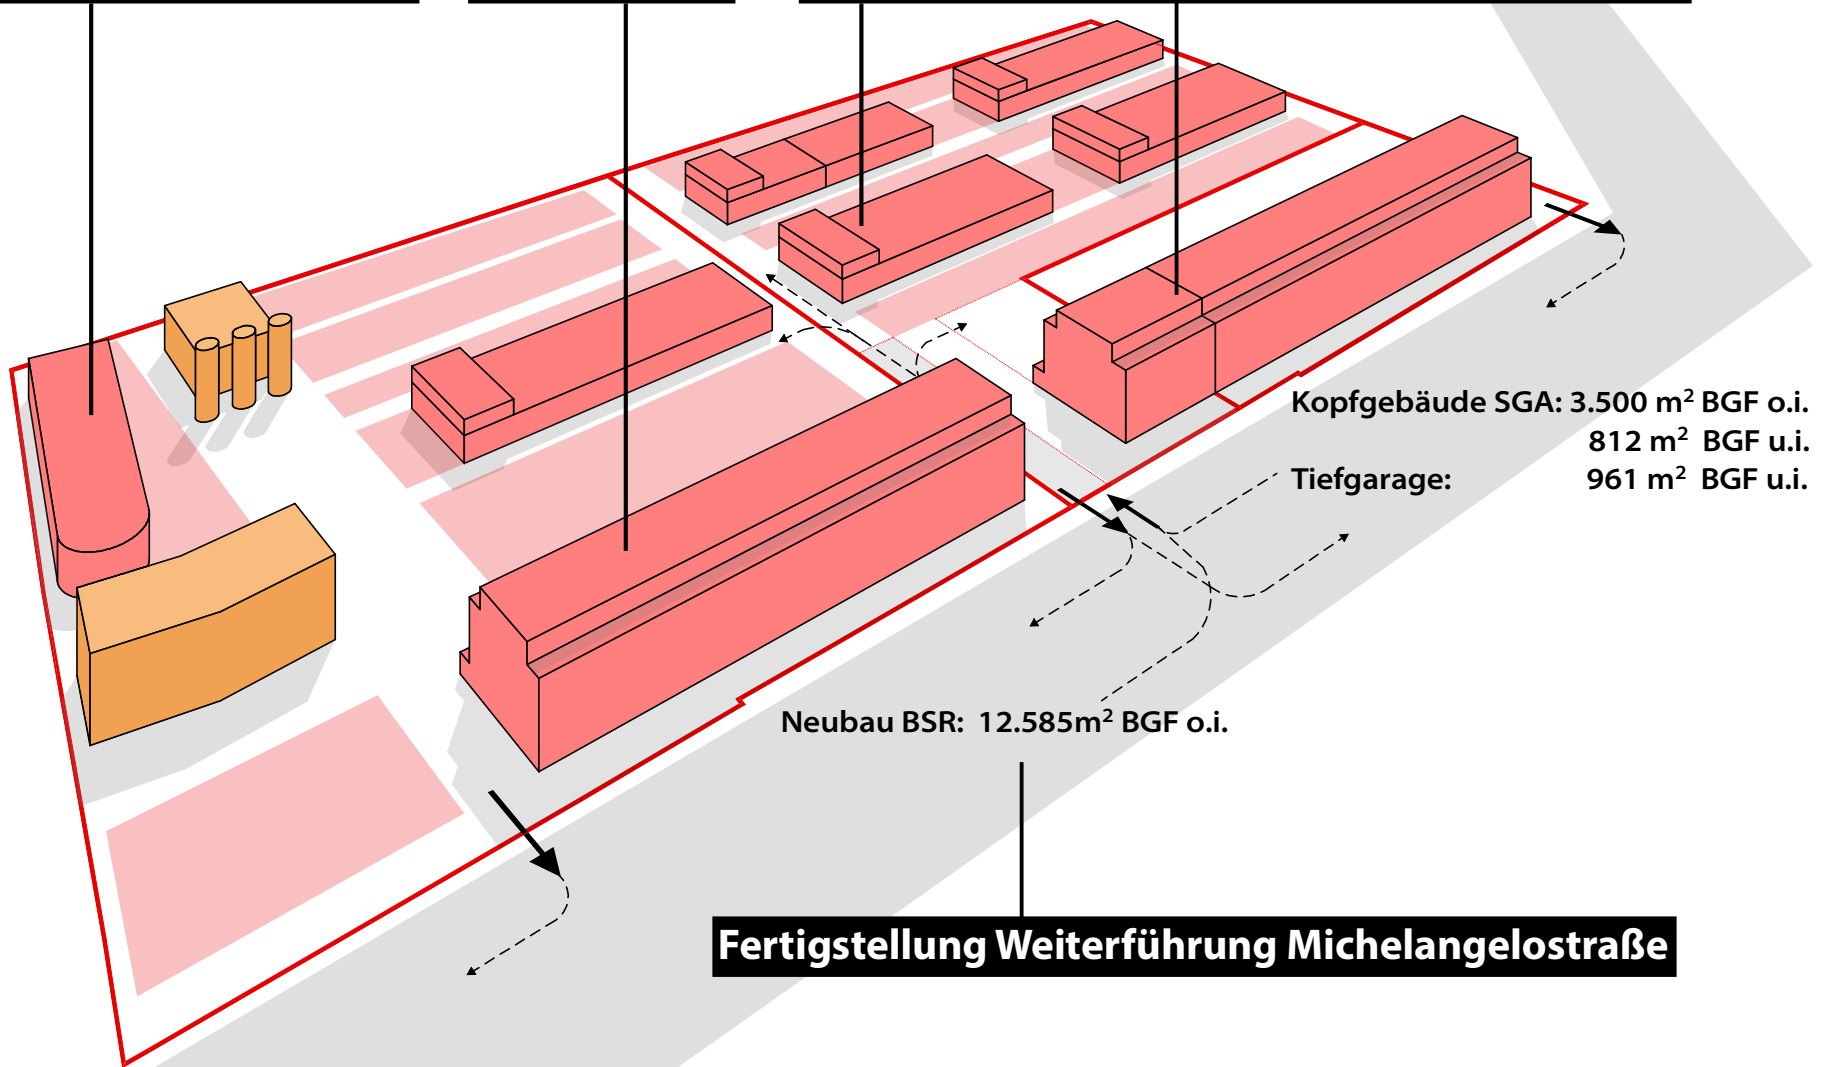 Kopfgebäude SGA: 3.500 m² BGF o.i.
812 m² BGF u.i.
Tiefgarage: 961 m² BGF u.i.
Neubau BSR: 12.585m² BGF o.i.
Fertigstellung Weiterführung Michelangelostraße